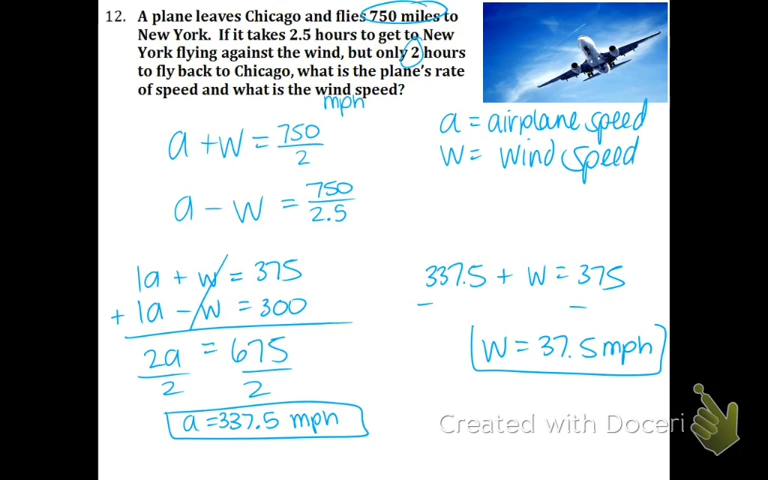 12. A plane leaves Chicago and flies 750 miles to
New York. If it takes 2.5 hours to get to New
York flying against the wind, but only 2 hours
to fly back to Chicago, what is the plane's rate
of speed and what is the wind speed?
mph
a = airplane speed
w = wind speed
a + w = 750/2
a - w = 750/2.5
1a + w = 375
+ 1a - w = 300
2a/2 = 675/2
a = 337.5 mph
337.5 + w = 375
- -
w = 37.5 mph
Created with Doceri